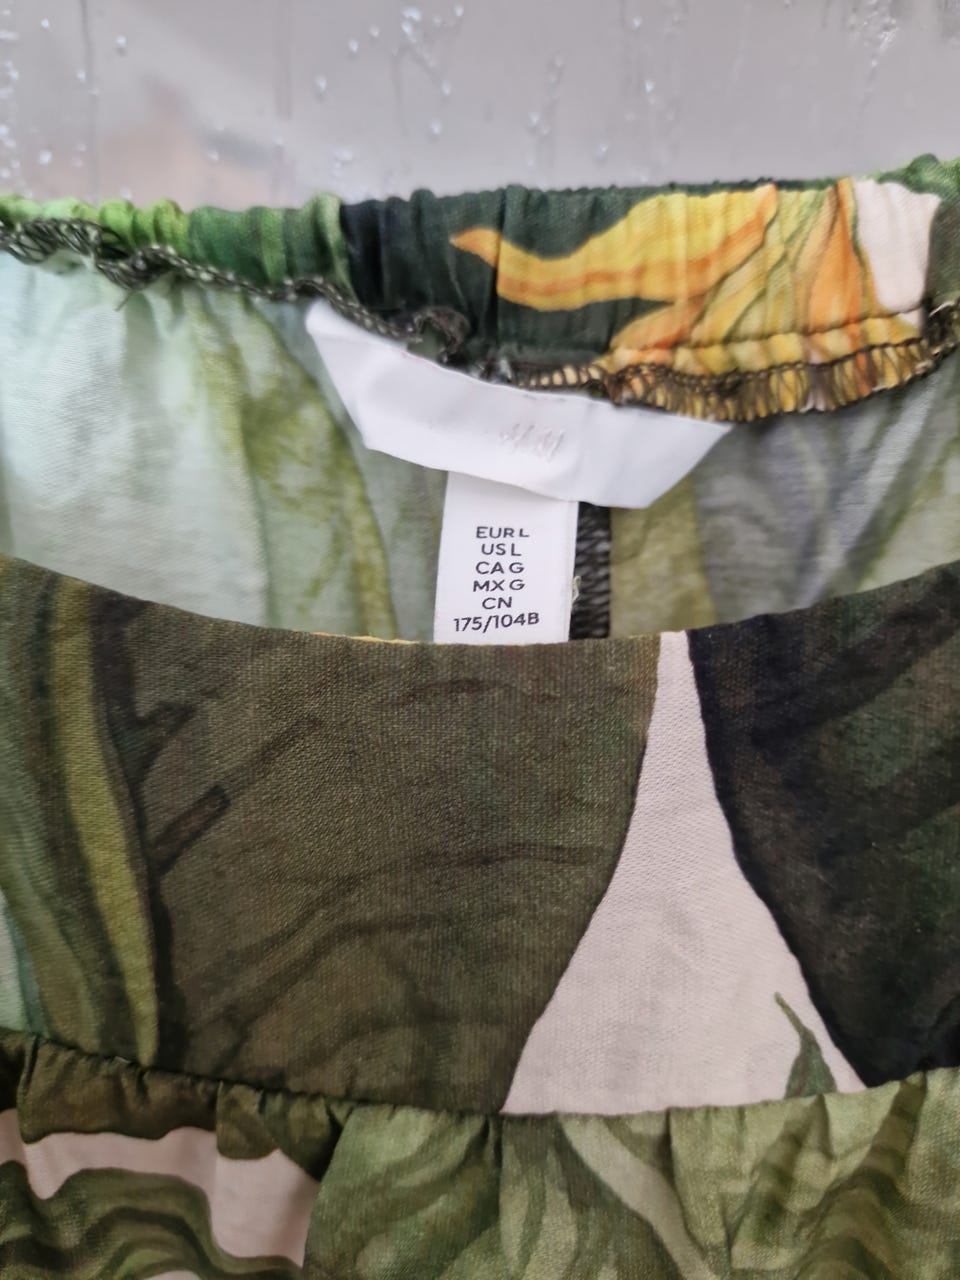 H&M
EUR L
US L
CA G
MX G
CN
175/104B